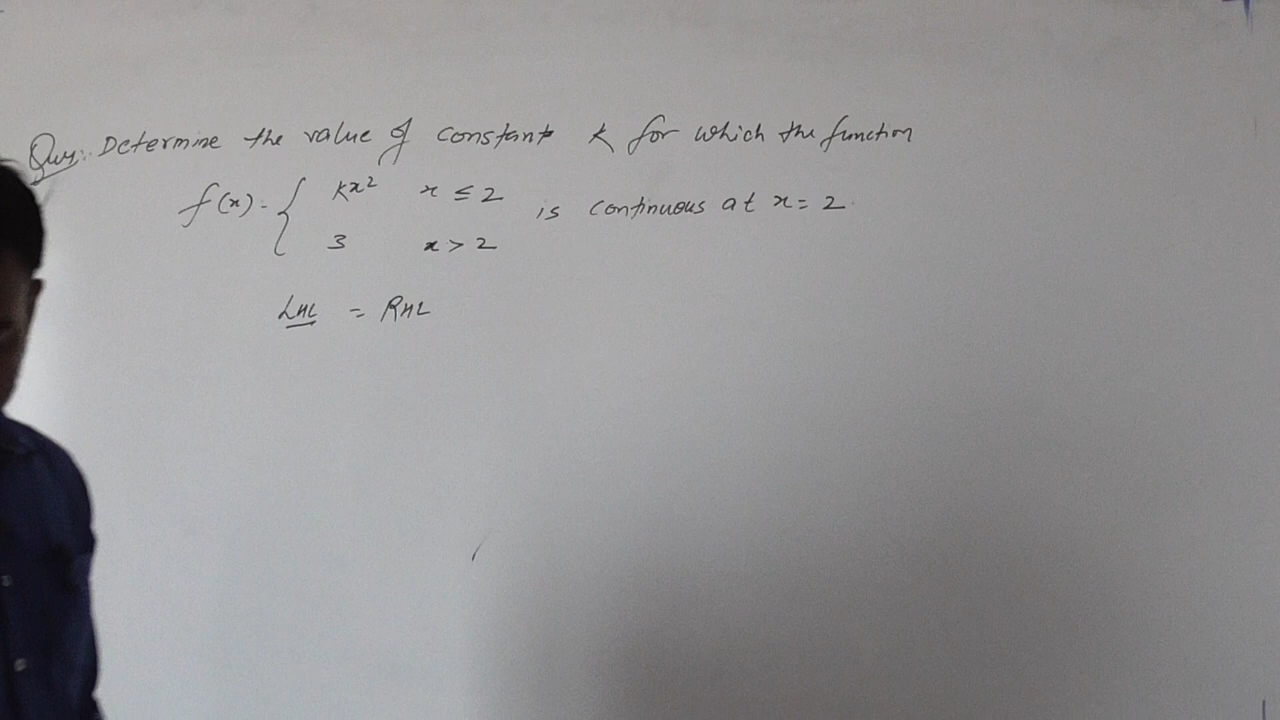 Ques: Determine the value of constant K for which the function
f(x) = { kx² x ≤ 2 is continuous at x = 2.
3 x > 2
LHL = RHL